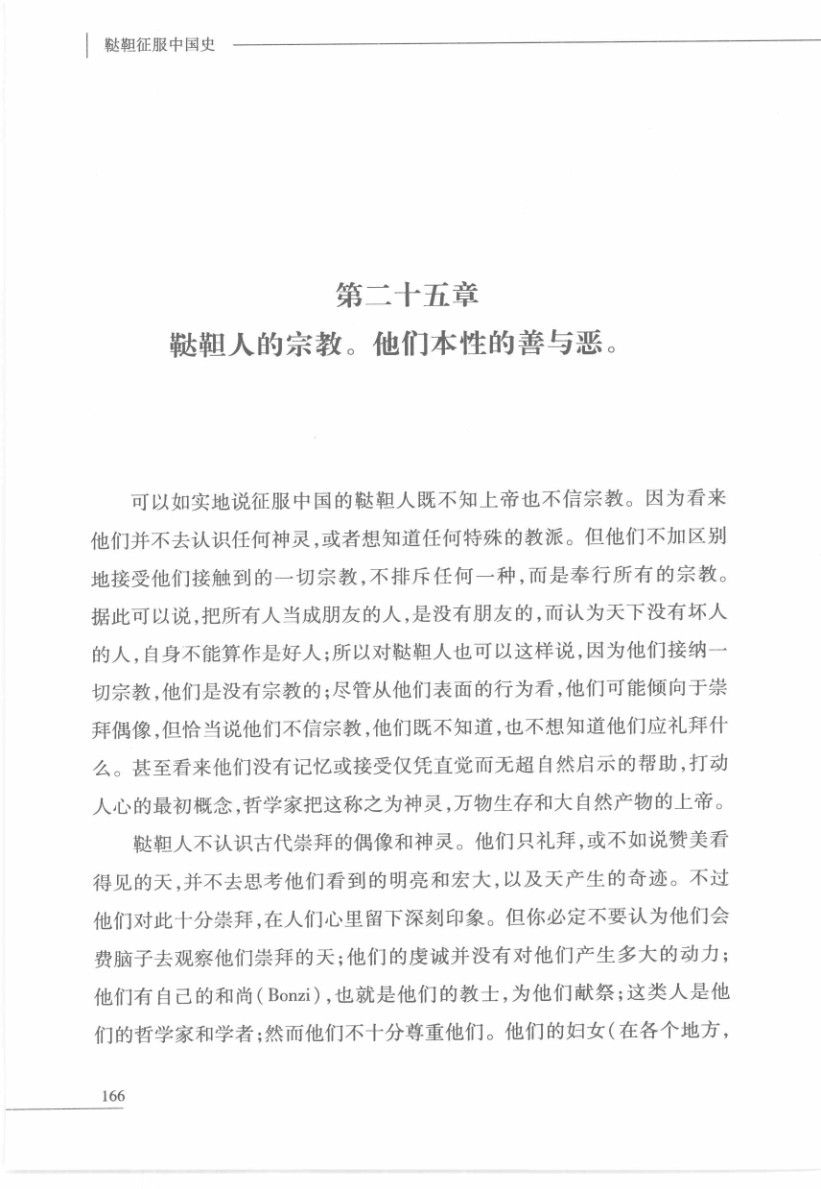 鞑靼征服中国史
第二十五章
鞑靼人的宗教。他们本性的善与恶。
可以如实地说征服中国的鞑靼人既不知上帝也不信宗教。因为看来
他们并不去认识任何神灵,或者想知道任何特殊的教派。但他们不加区别
地接受他们接触到的一切宗教,不排斥任何一种,而是奉行所有的宗教。
据此可以说,把所有人当成朋友的人,是没有朋友的,而认为天下没有坏人
的人,自身不能算作是好人;所以对鞑靼人也可以这样说,因为他们接纳一
切宗教,他们是没有宗教的;尽管从他们表面的行为看,他们可能倾向于崇
拜偶像,但恰当说他们不信宗教,他们既不知道,也不想知道他们应礼拜什
么。甚至看来他们没有记忆或接受仅凭直觉而无超自然启示的帮助,打动
人心的最初概念,哲学家把这称之为神灵,万物生存和大自然产物的上帝。
鞑靼人不认识古代崇拜的偶像和神灵。他们只礼拜,或不如说赞美看
得见的天,并不去思考他们看到的明亮和宏大,以及天产生的奇迹。不过
他们对此十分崇拜,在人们心里留下深刻印象。但你必定不要认为他们会
费脑子去观察他们崇拜的天;他们的虔诚并没有对他们产生多大的动力;
他们有自己的和尚(Bonzi),也就是他们的教士,为他们献祭;这类人是他
们的哲学家和学者;然而他们不十分尊重他们。他们的妇女(在各个地方,
166